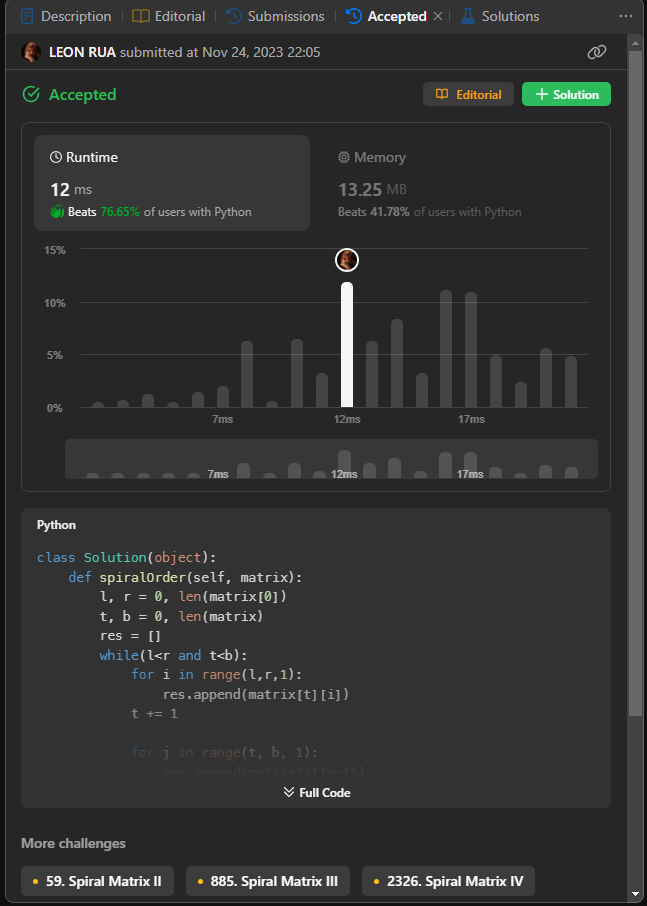 Description | Editorial | Submissions | Accepted × | Solutions ...
LEON RUA submitted at Nov 24, 2023 22:05
Accepted
Editorial
+ Solution
Runtime
12 ms
Beats 76.65% of users with Python
Memory
13.25 MB
Beats 41.78% of users with Python
15%
10%
5%
0%
7ms 12ms 17ms
7ms 12ms 17ms
Python
class Solution(object):
    def spiralOrder(self, matrix):
        l, r = 0, len(matrix[0])
        t, b = 0, len(matrix)
        res = []
        while(l<r and t<b):
            for i in range(l,r,1):
                res.append(matrix[t][i])
            t += 1
            for j in range(t, b, 1):
                res.append(matrix[j][r-1])
Full Code
More challenges
59. Spiral Matrix II
885. Spiral Matrix III
2326. Spiral Matrix IV